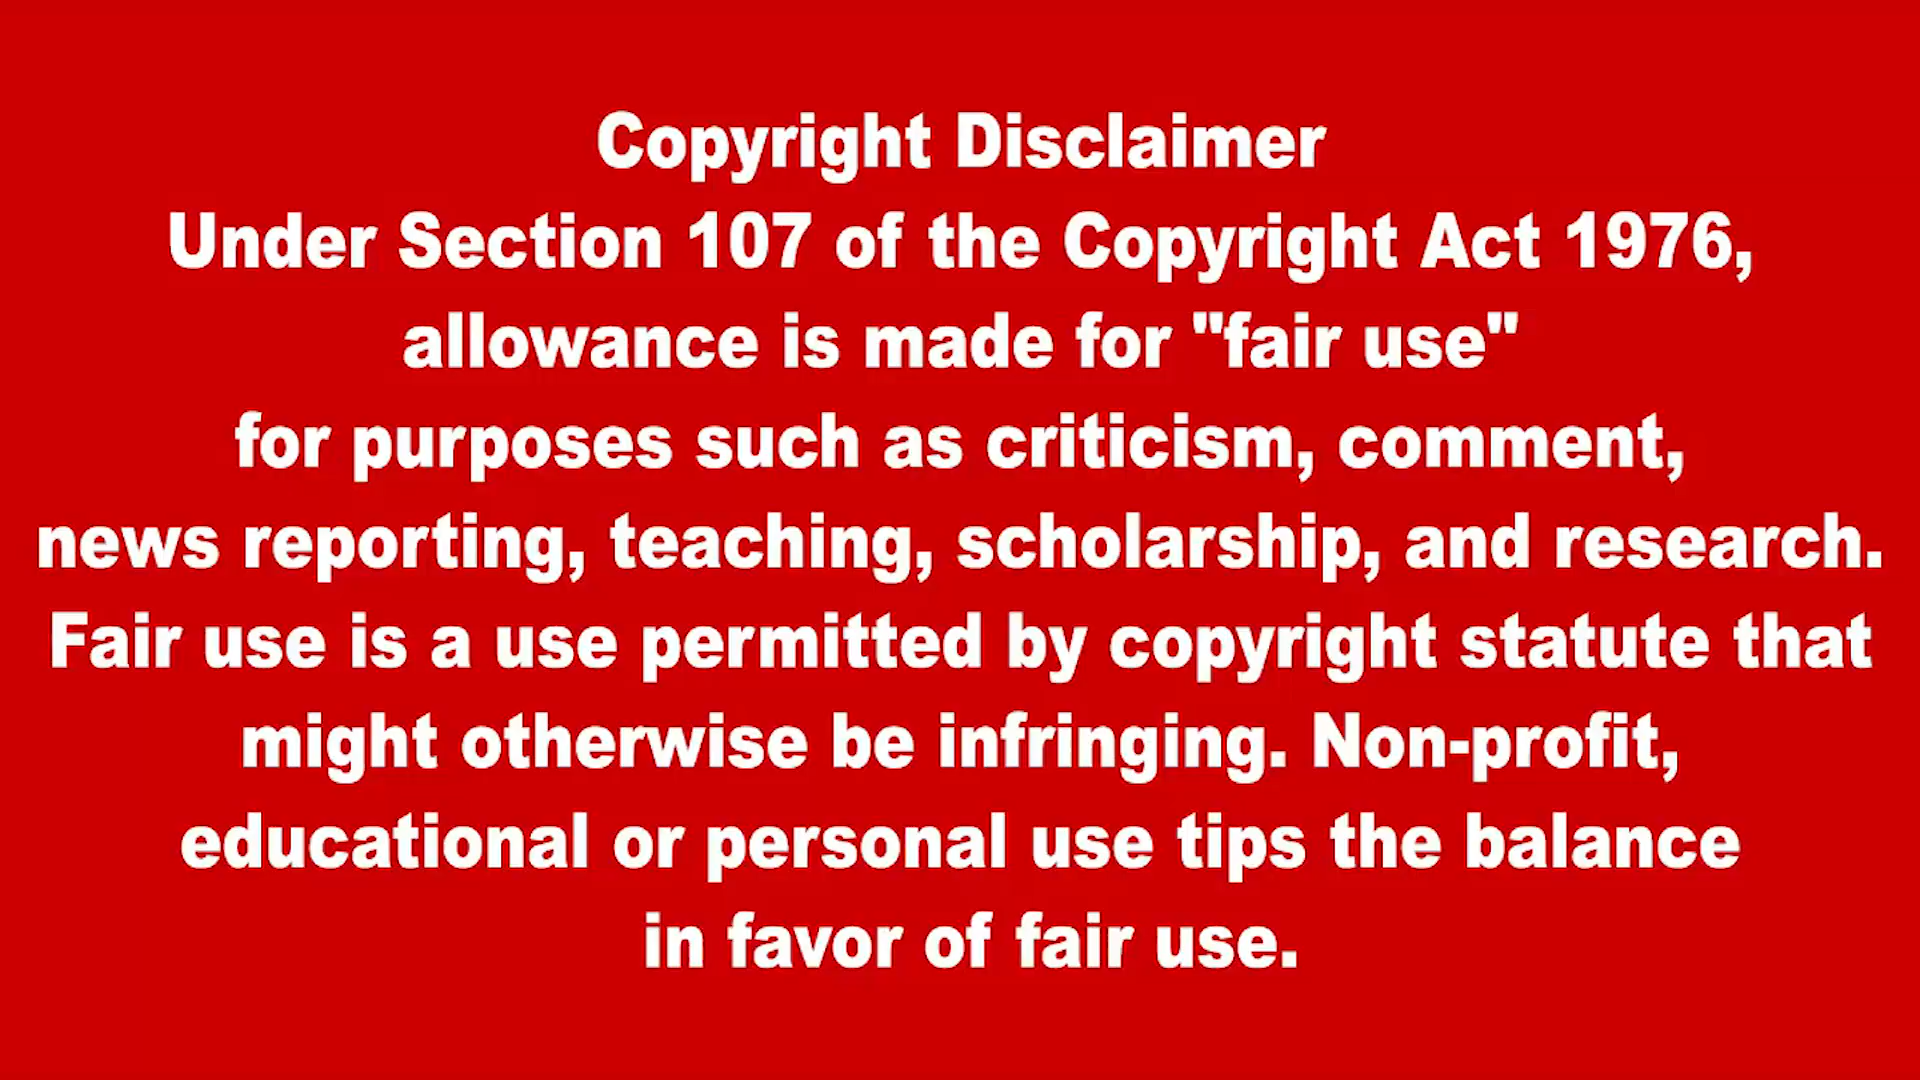 Copyright Disclaimer
Under Section 107 of the Copyright Act 1976,
allowance is made for "fair use"
for purposes such as criticism, comment,
news reporting, teaching, scholarship, and research.
Fair use is a use permitted by copyright statute that
might otherwise be infringing. Non-profit,
educational or personal use tips the balance
in favor of fair use.